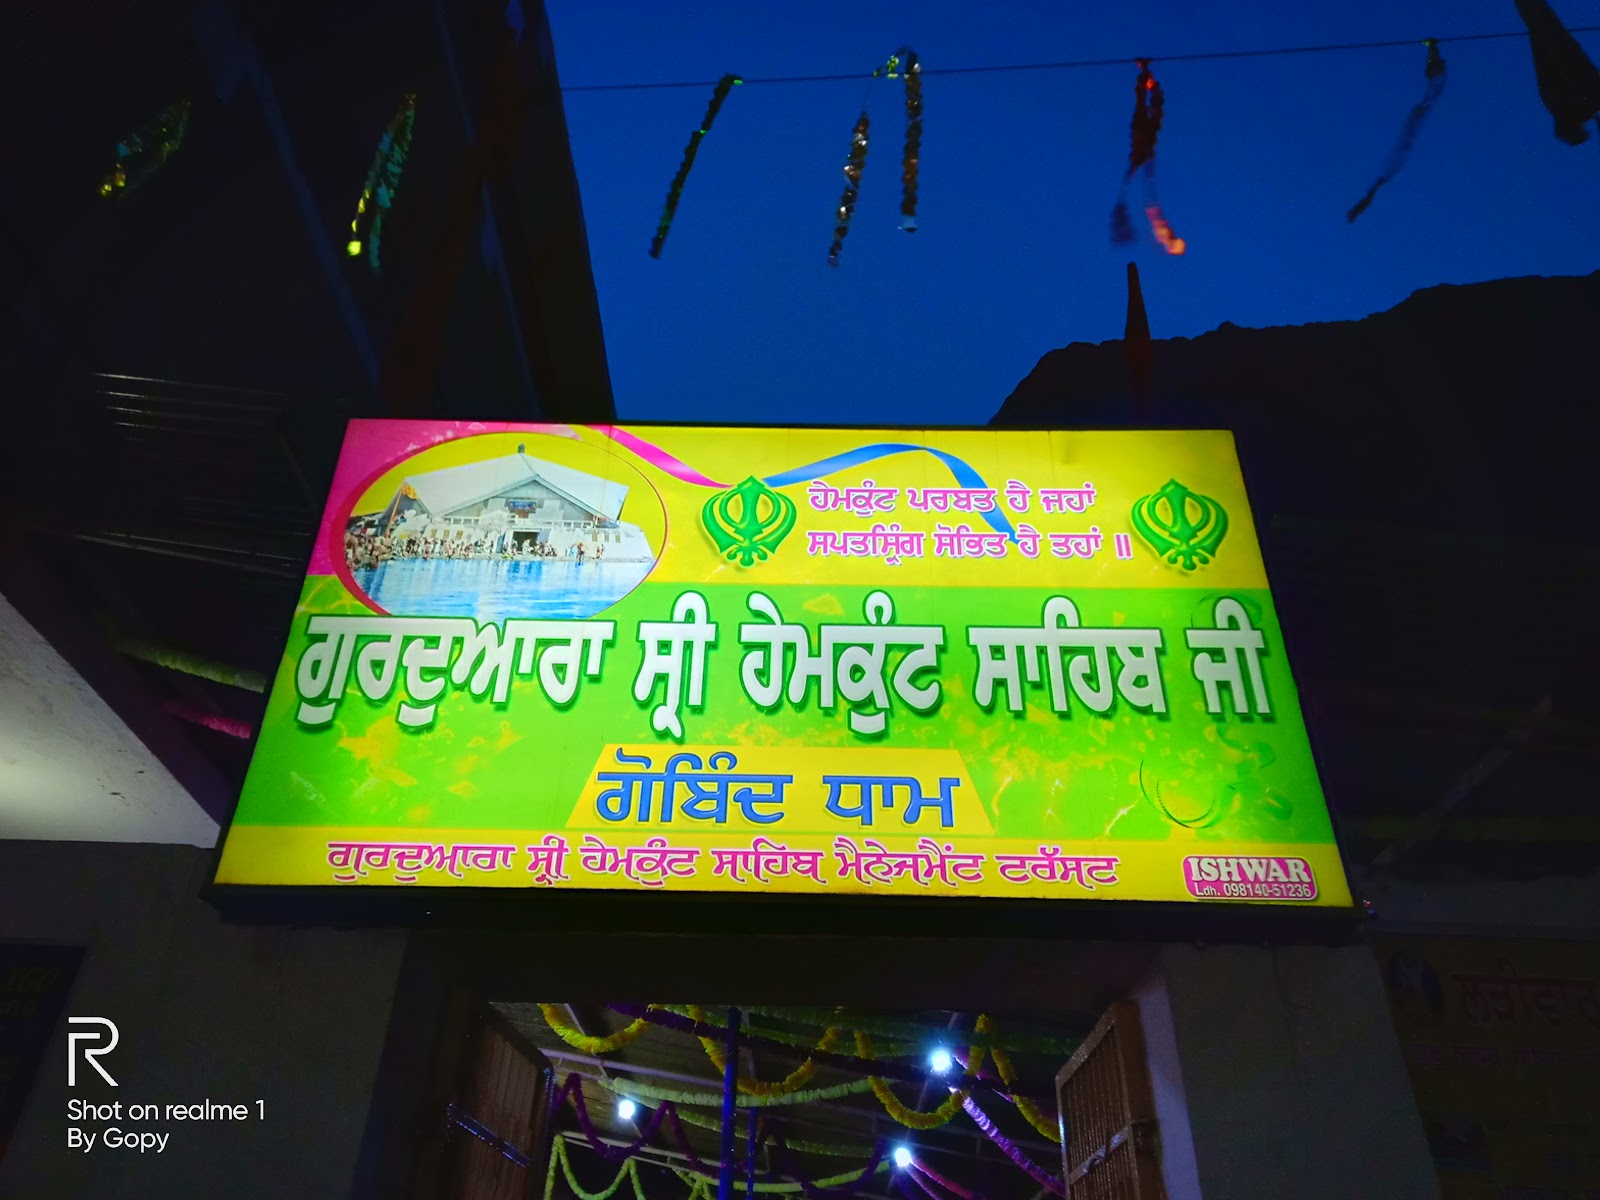 ਹੇਮਕੁੰਟ ਪਰਬਤ ਹੈ ਜਹਾਂ
ਸਪਤਸ੍ਰਿੰਗ ਸੋਭਿਤ ਹੈ ਤਹਾਂ ॥
ਗੁਰਦੁਆਰਾ ਸ੍ਰੀ ਹੇਮਕੁੰਟ ਸਾਹਿਬ ਜੀ
ਗੋਬਿੰਦ ਧਾਮ
ਗੁਰਦੁਆਰਾ ਸ੍ਰੀ ਹੇਮਕੁੰਟ ਸਾਹਿਬ ਮੈਨੇਜਮੈਂਟ ਟਰੱਸਟ
ISHWAR
Ldh. 098140-51236
Shot on realme 1
By Gopy